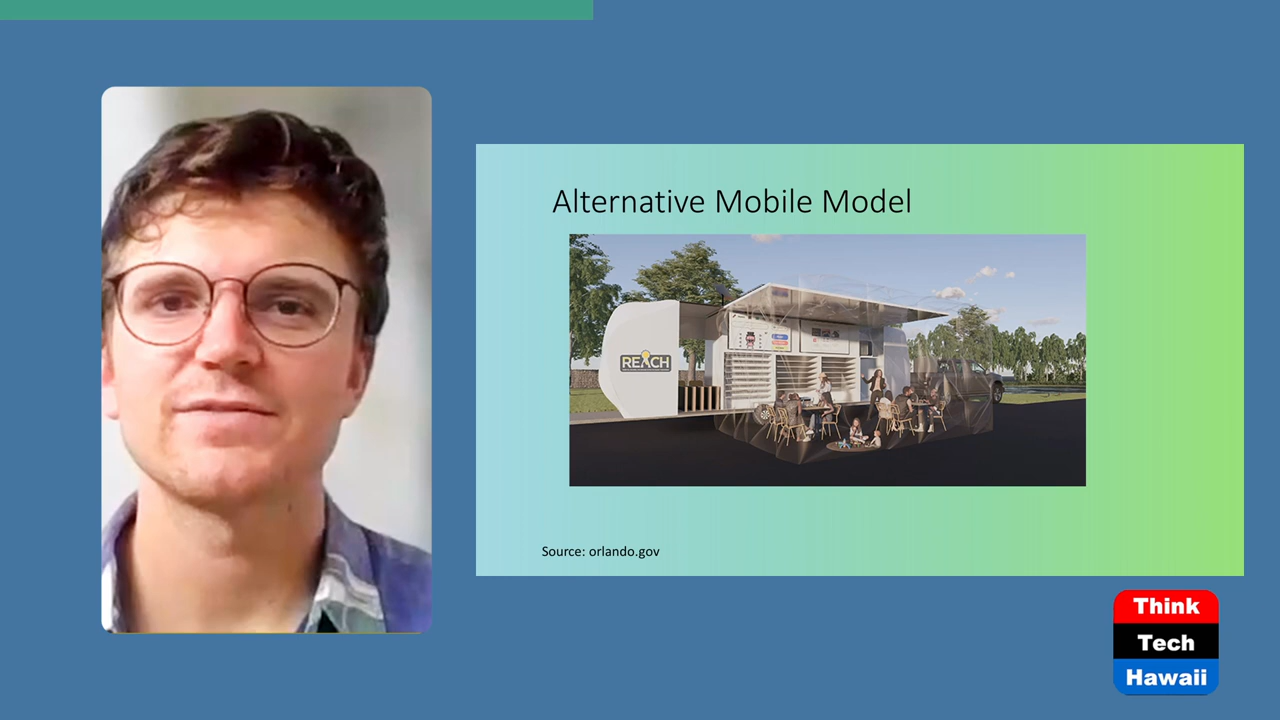 Alternative Mobile Model
REACH
Source: orlando.gov
Think
Tech
Hawaii